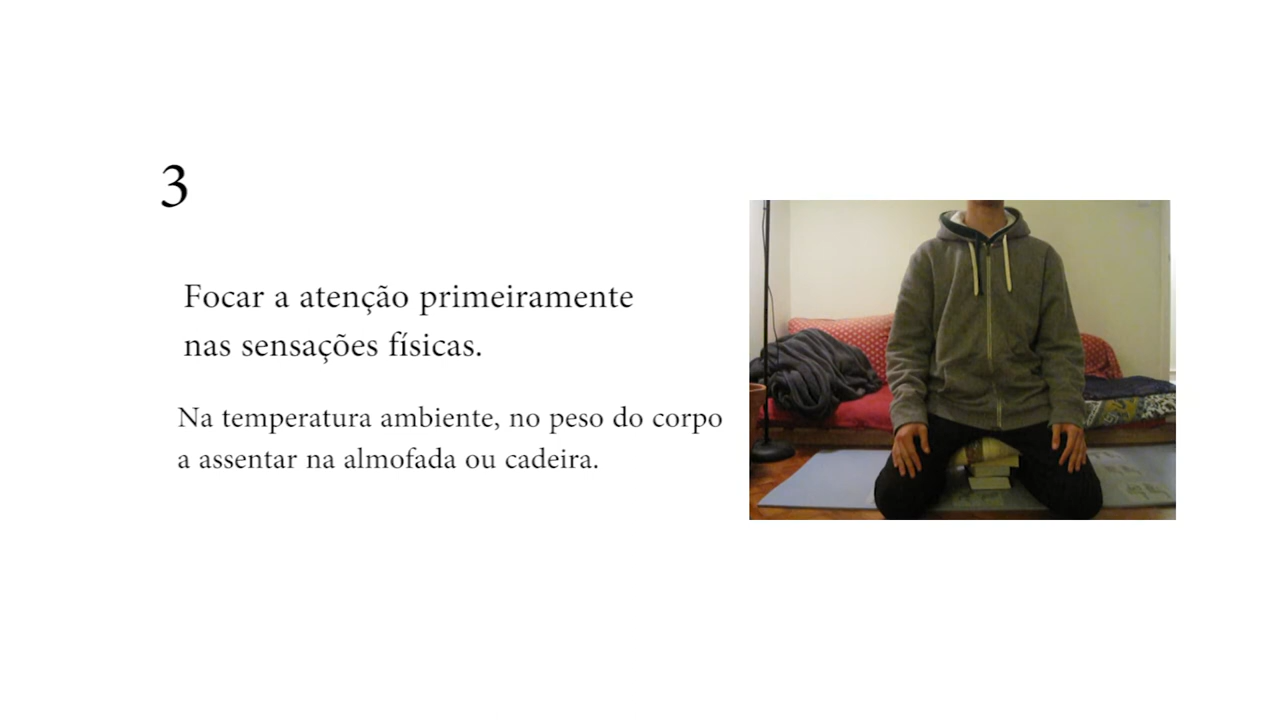 3
Focar a atenção primeiramente
nas sensações físicas.
Na temperatura ambiente, no peso do corpo
a assentar na almofada ou cadeira.